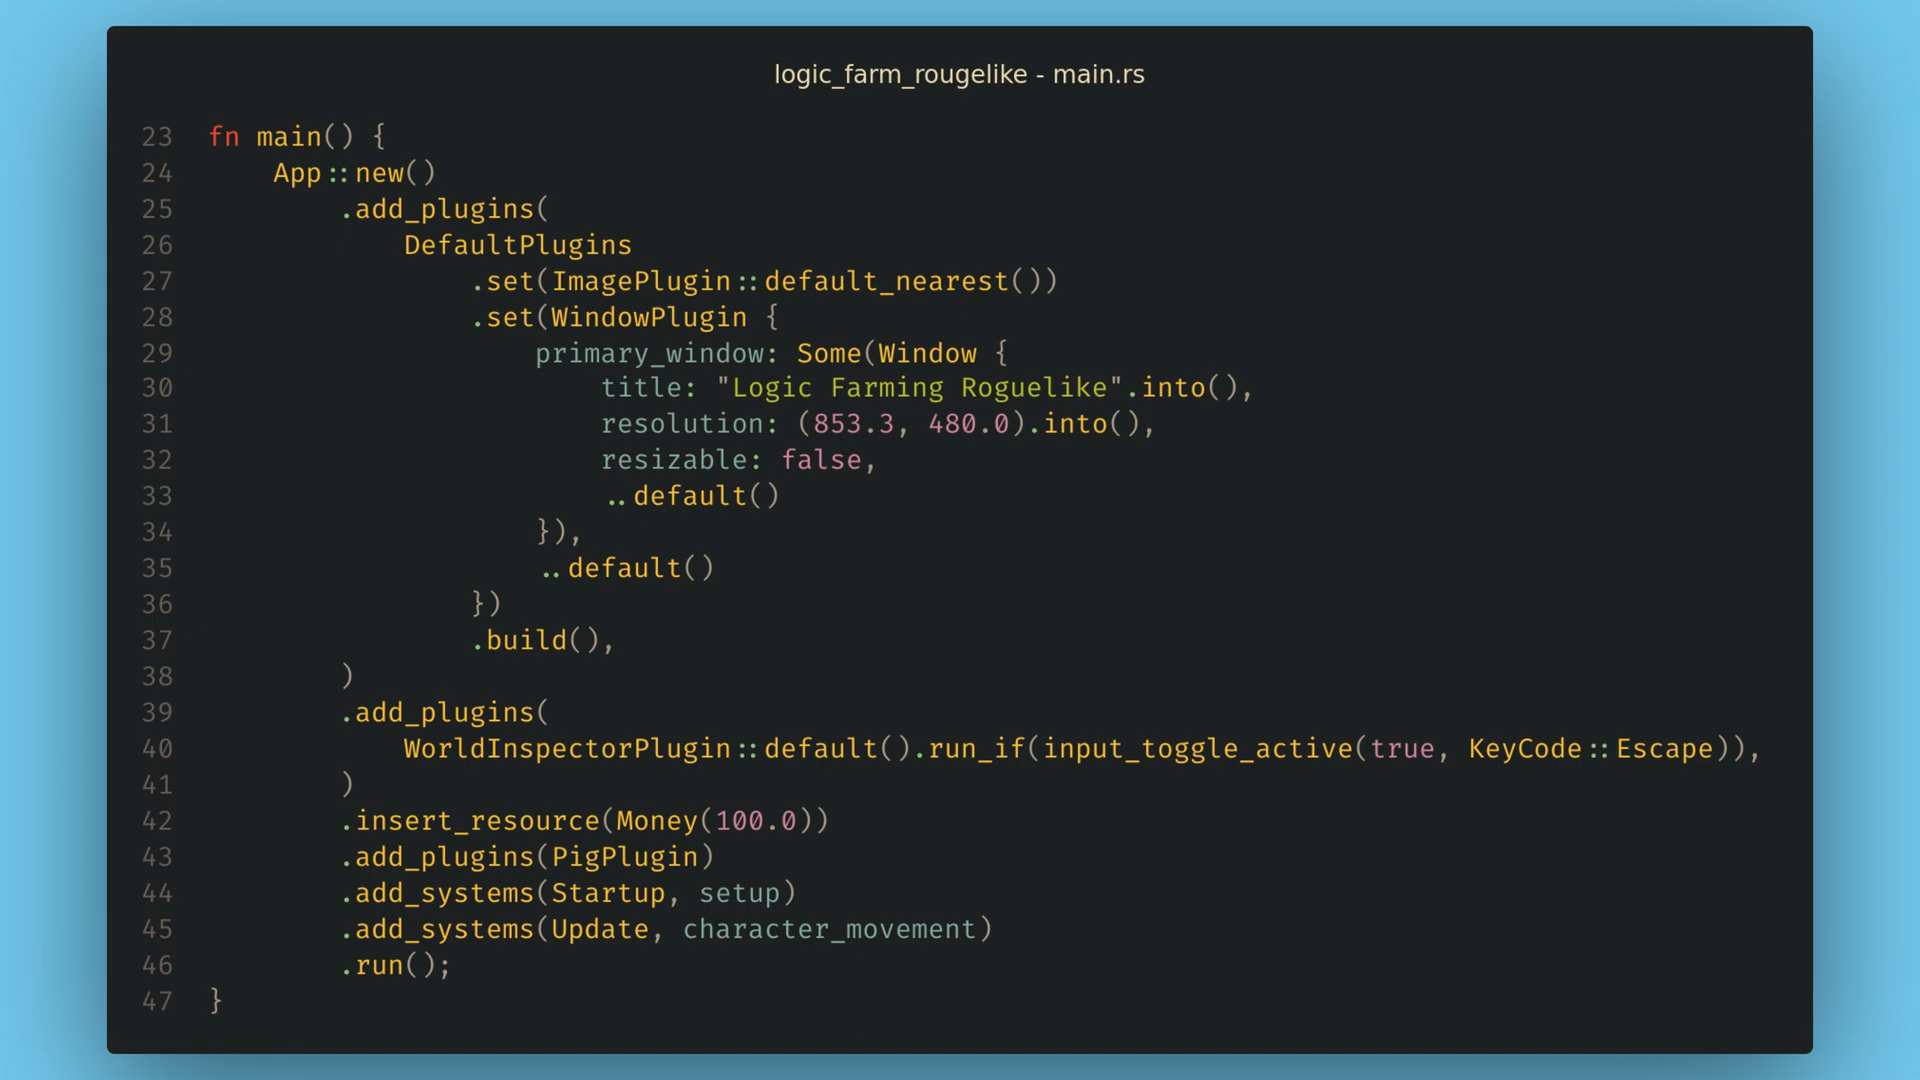 logic_farm_rougelike - main.rs
23 fn main() {
24     App::new()
25         .add_plugins(
26             DefaultPlugins
27                 .set(ImagePlugin::default_nearest())
28                 .set(WindowPlugin {
29                     primary_window: Some(Window {
30                         title: "Logic Farming Roguelike".into(),
31                         resolution: (853.3, 480.0).into(),
32                         resizable: false,
33                         ..default()
34                     }),
35                     ..default()
36                 })
37                 .build(),
38         )
39         .add_plugins(
40             WorldInspectorPlugin::default().run_if(input_toggle_active(true, KeyCode::Escape)),
41         )
42         .insert_resource(Money(100.0))
43         .add_plugins(PigPlugin)
44         .add_systems(Startup, setup)
45         .add_systems(Update, character_movement)
46         .run();
47 }